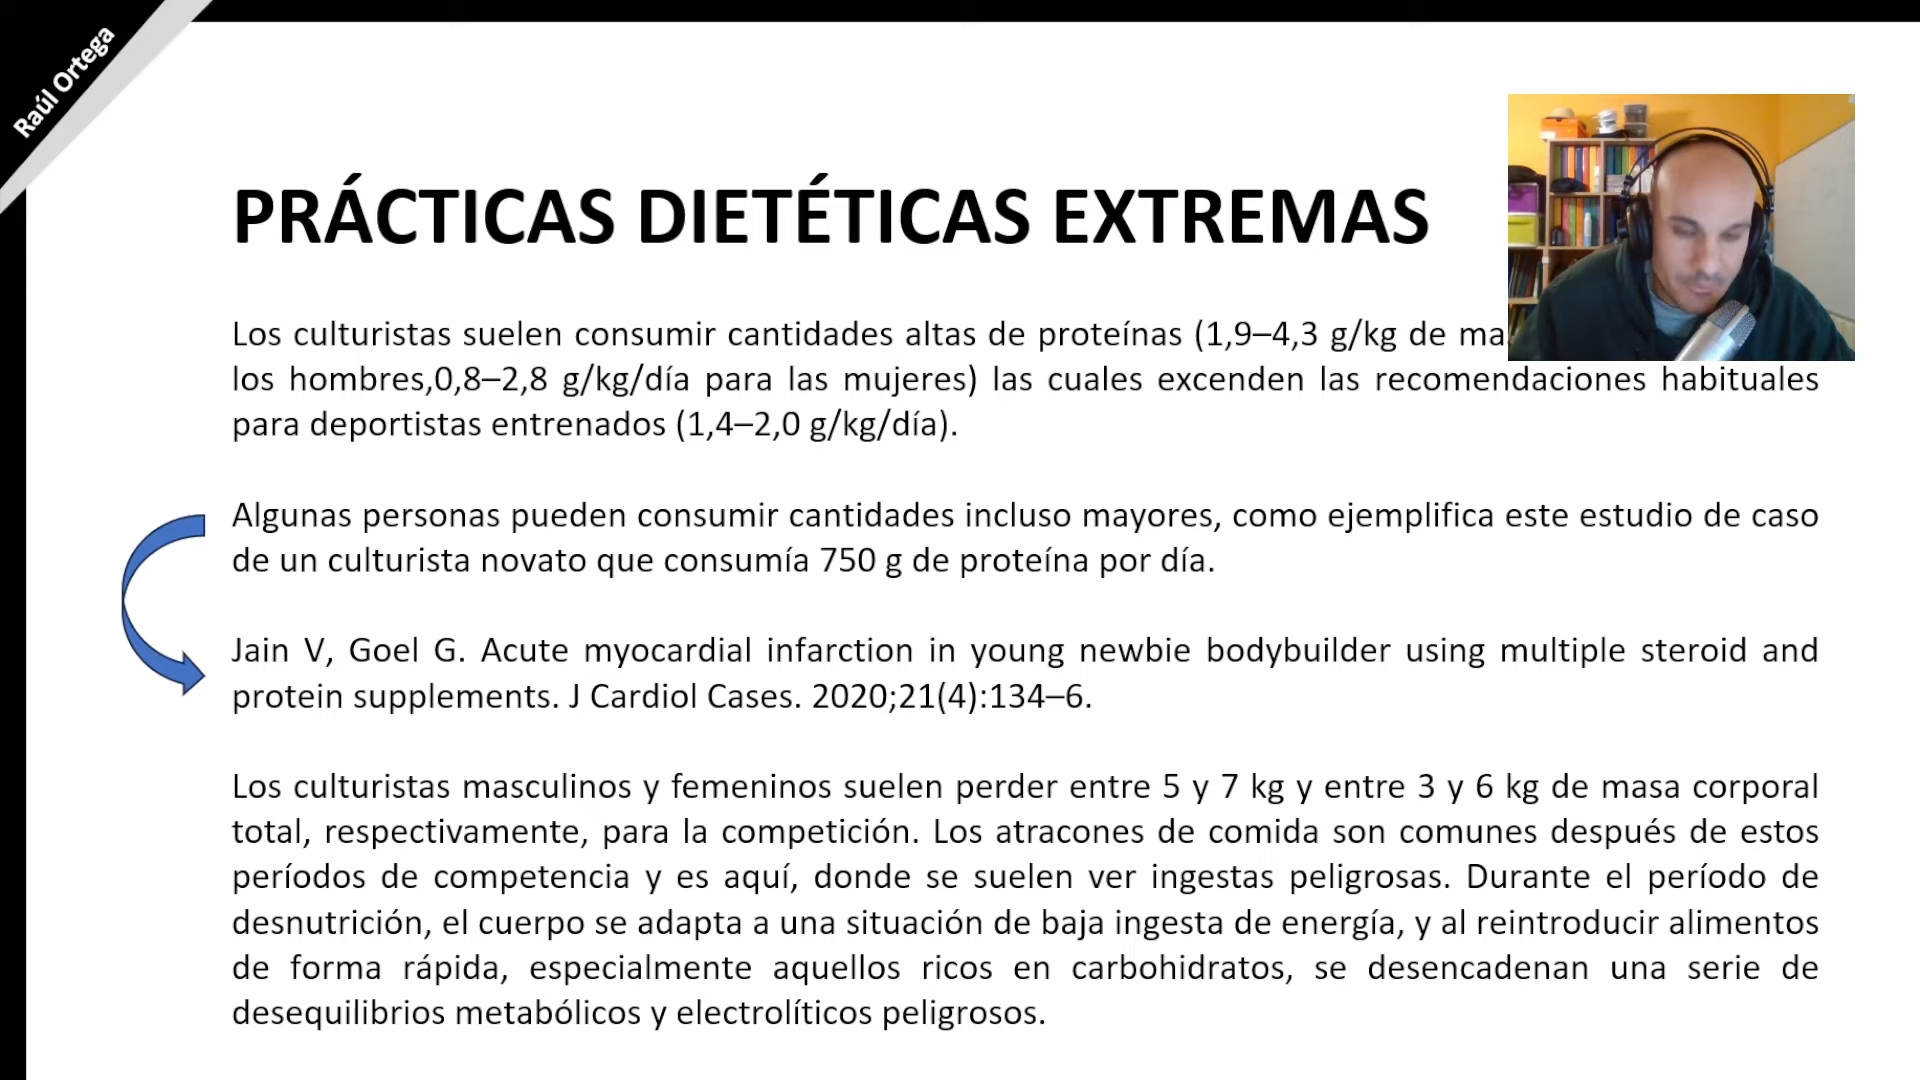 Raúl Ortega
PRÁCTICAS DIETÉTICAS EXTREMAS
Los culturistas suelen consumir cantidades altas de proteínas (1,9–4,3 g/kg de
los hombres,0,8–2,8 g/kg/día para las mujeres) las cuales excenden las recomendaciones habituales
para deportistas entrenados (1,4–2,0 g/kg/día).
Algunas personas pueden consumir cantidades incluso mayores, como ejemplifica este estudio de caso
de un culturista novato que consumía 750 g de proteína por día.
Jain V, Goel G. Acute myocardial infarction in young newbie bodybuilder using multiple steroid and
protein supplements. J Cardiol Cases. 2020;21(4):134–6.
Los culturistas masculinos y femeninos suelen perder entre 5 y 7 kg y entre 3 y 6 kg de masa corporal
total, respectivamente, para la competición. Los atracones de comida son comunes después de estos
períodos de competencia y es aquí, donde se suelen ver ingestas peligrosas. Durante el período de
desnutrición, el cuerpo se adapta a una situación de baja ingesta de energía, y al reintroducir alimentos
de forma rápida, especialmente aquellos ricos en carbohidratos, se desencadenan una serie de
desequilibrios metabólicos y electrolíticos peligrosos.